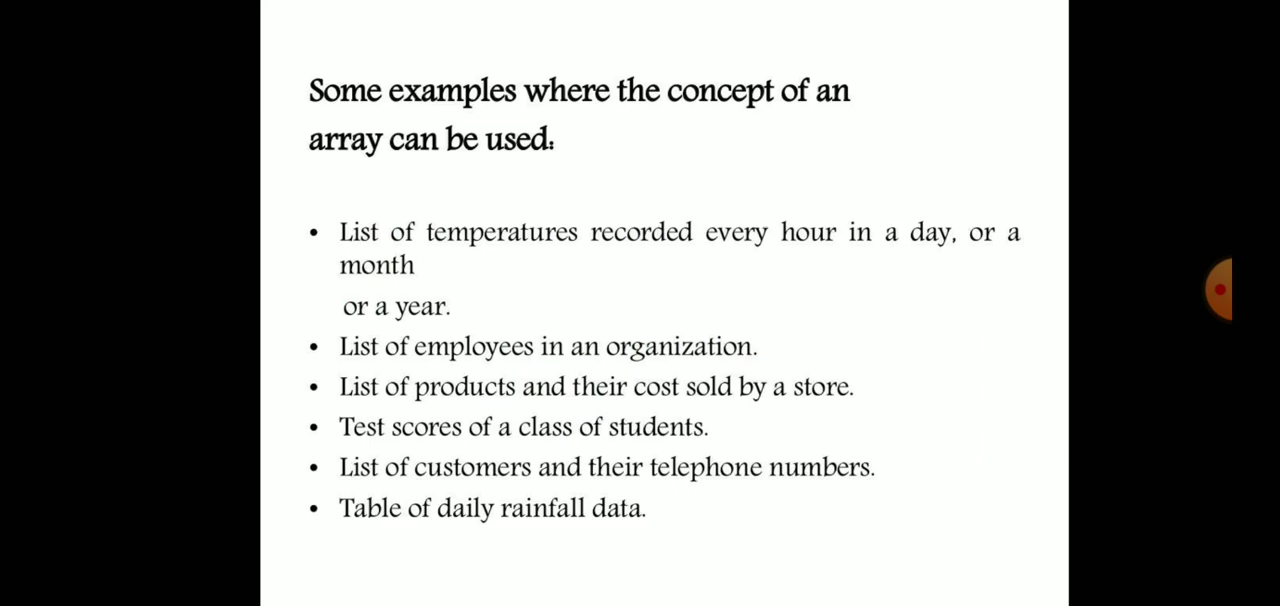 Some examples where the concept of an
array can be used:
• List of temperatures recorded every hour in a day, or a
month
or a year.
• List of employees in an organization.
• List of products and their cost sold by a store.
• Test scores of a class of students.
• List of customers and their telephone numbers.
• Table of daily rainfall data.